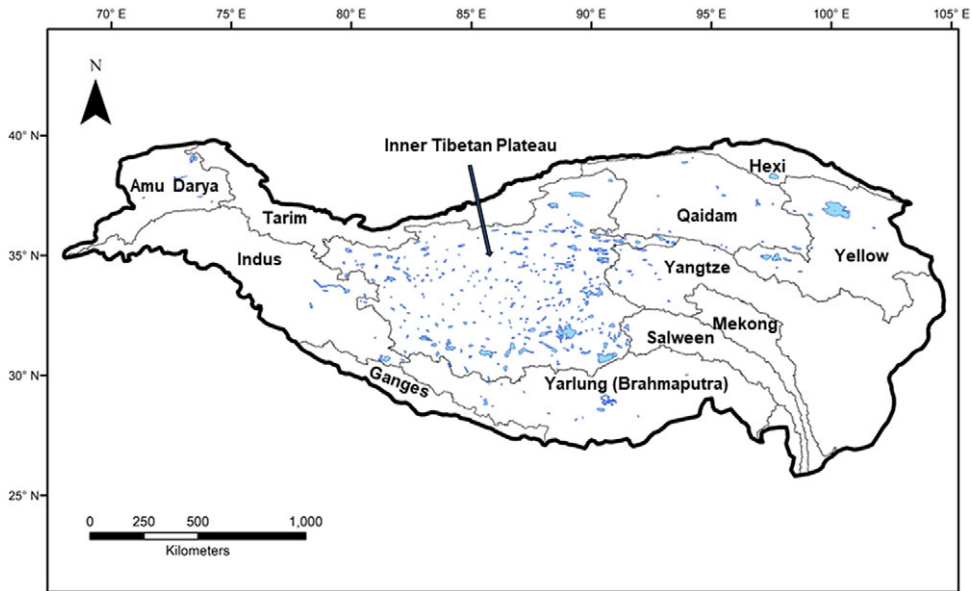 70° E 75° E 80° E 85° E 90° E 95° E 100° E 105° E
N
40° N
Inner Tibetan Plateau
Hexi
Amu Darya
Tarim
Qaidam
35° N
Indus
Yangtze
Yellow
Mekong
Salween
30° N
Ganges
Yarlung (Brahmaputra)
25° N
0 250 500 1,000
Kilometers